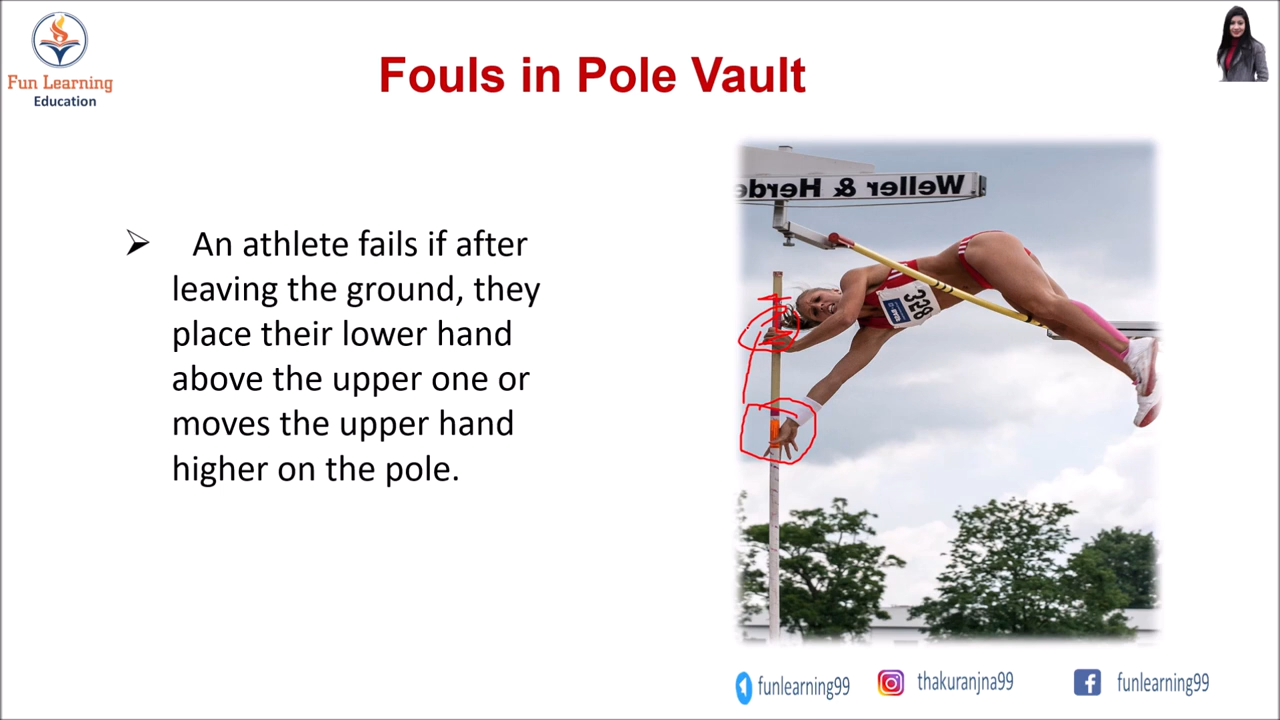 Fun Learning
Education
Fouls in Pole Vault
Weller & Herde
328
An athlete fails if after
leaving the ground, they
place their lower hand
above the upper one or
moves the upper hand
higher on the pole.
funlearning99
thakuranjna99
funlearning99